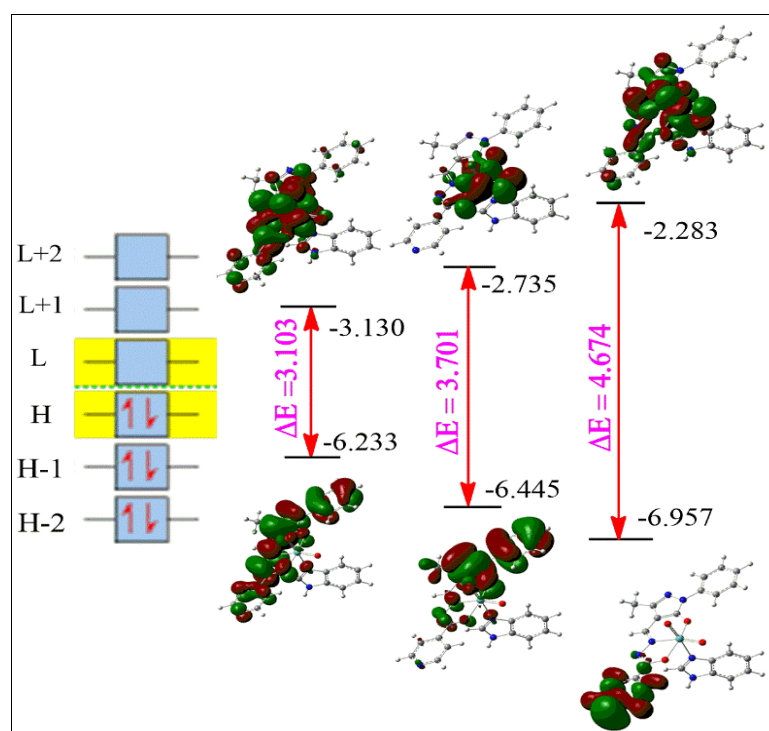 L+2
L+1
L
H
H-1
H-2
-3.130
ΔE =3.103
-6.233
-2.735
ΔE = 3.701
-6.445
-2.283
ΔE = 4.674
-6.957